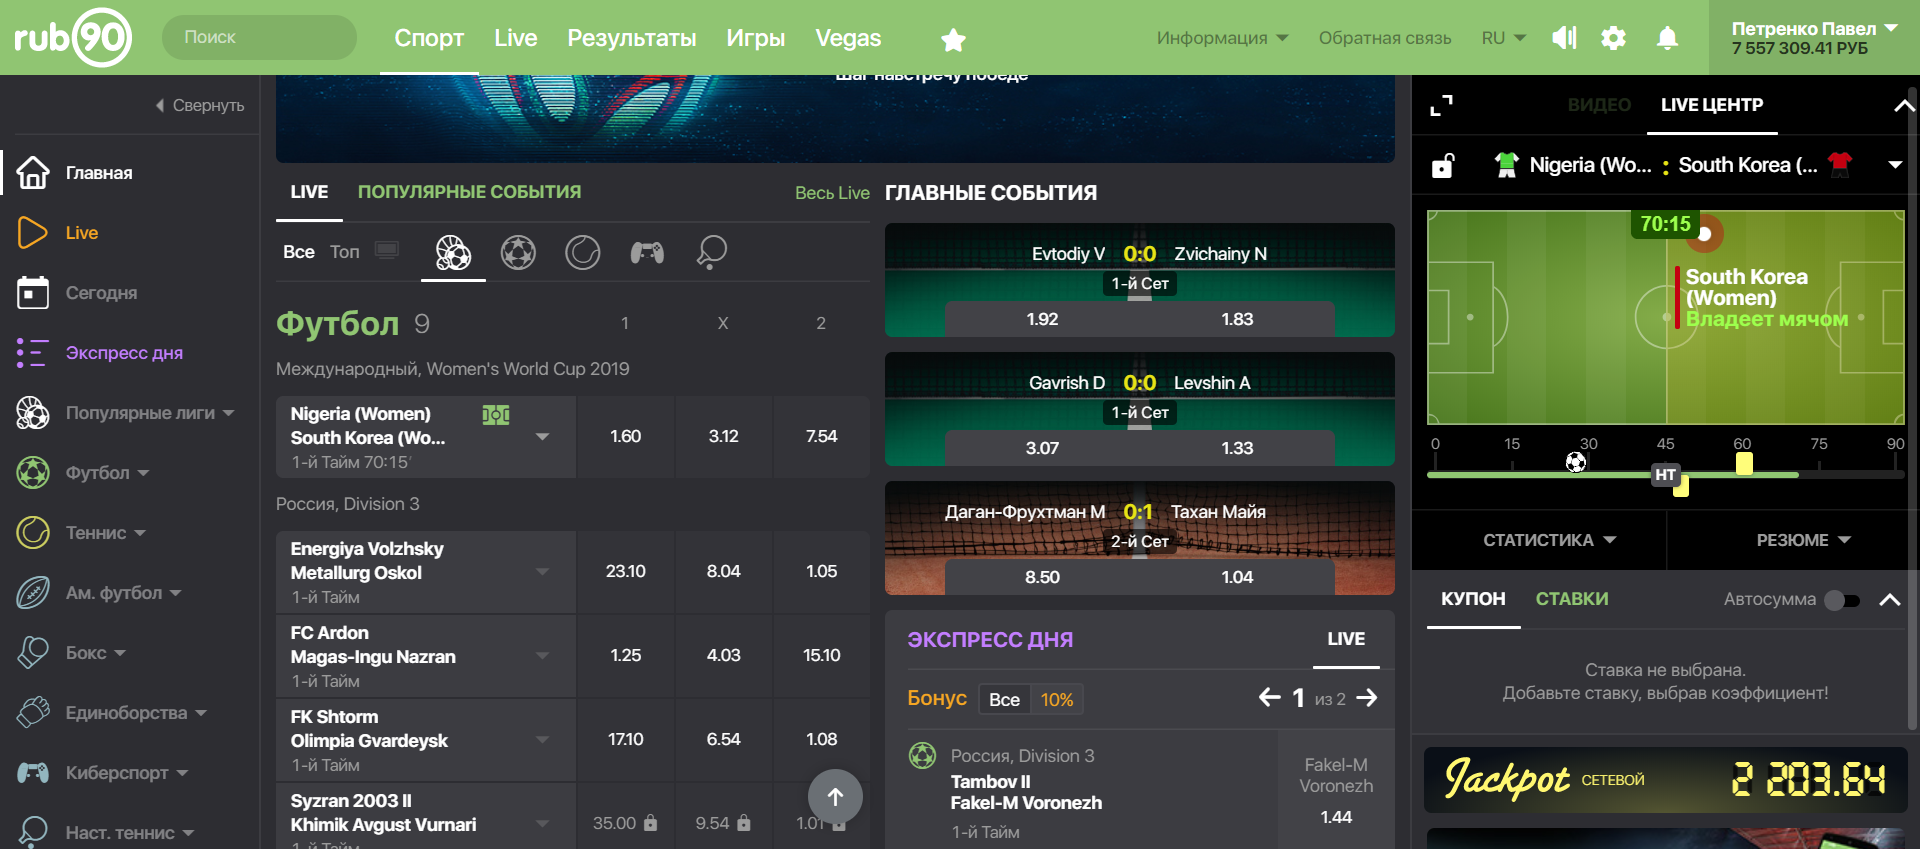 rub90
Поиск
Спорт
Live
Результаты
Игры
Vegas
Информация
Обратная связь
RU
Петренко Павел
7 557 309.41 РУБ
Свернуть
Главная
Live
Сегодня
Экспресс дня
Популярные лиги
Футбол
Теннис
Ам. футбол
Бокс
Единоборства
Киберспорт
Наст. теннис
Шаг навстречу победе
LIVE
ПОПУЛЯРНЫЕ СОБЫТИЯ
Весь Live
Все
Топ
Футбол 9
1
X
2
Международный, Women's World Cup 2019
Nigeria (Women)
South Korea (Wo...
1-й Тайм 70:15'
1.60
3.12
7.54
Россия, Division 3
Energiya Volzhsky
Metallurg Oskol
1-й Тайм
23.10
8.04
1.05
FC Ardon
Magas-Ingu Nazran
1-й Тайм
1.25
4.03
15.10
FK Shtorm
Olimpia Gvardeysk
1-й Тайм
17.10
6.54
1.08
Syzran 2003 II
Khimik Avgust Vurnari
1-й Тайм
35.00
9.54
1.01
ГЛАВНЫЕ СОБЫТИЯ
Evtodiy V 0:0 Zvichainy N
1-й Сет
1.92
1.83
Gavrish D 0:0 Levshin A
1-й Сет
3.07
1.33
Даган-Фрухтман М 0:1 Тахан Майя
2-й Сет
8.50
1.04
ЭКСПРЕСС ДНЯ
LIVE
Бонус
Все
10%
1 из 2
Россия, Division 3
Tambov II
Fakel-M Voronezh
1-й Тайм
Fakel-M
Voronezh
1.44
ВИДЕО
LIVE ЦЕНТР
Nigeria (Wo... : South Korea (...
70:15
South Korea
(Women)
Владеет мячом
0 15 30 45 60 75 90
HT
СТАТИСТИКА
РЕЗЮМЕ
КУПОН
СТАВКИ
Автосумма
Ставка не выбрана.
Добавьте ставку, выбрав коэффициент!
Jackpot СЕТЕВОЙ 2 203.64